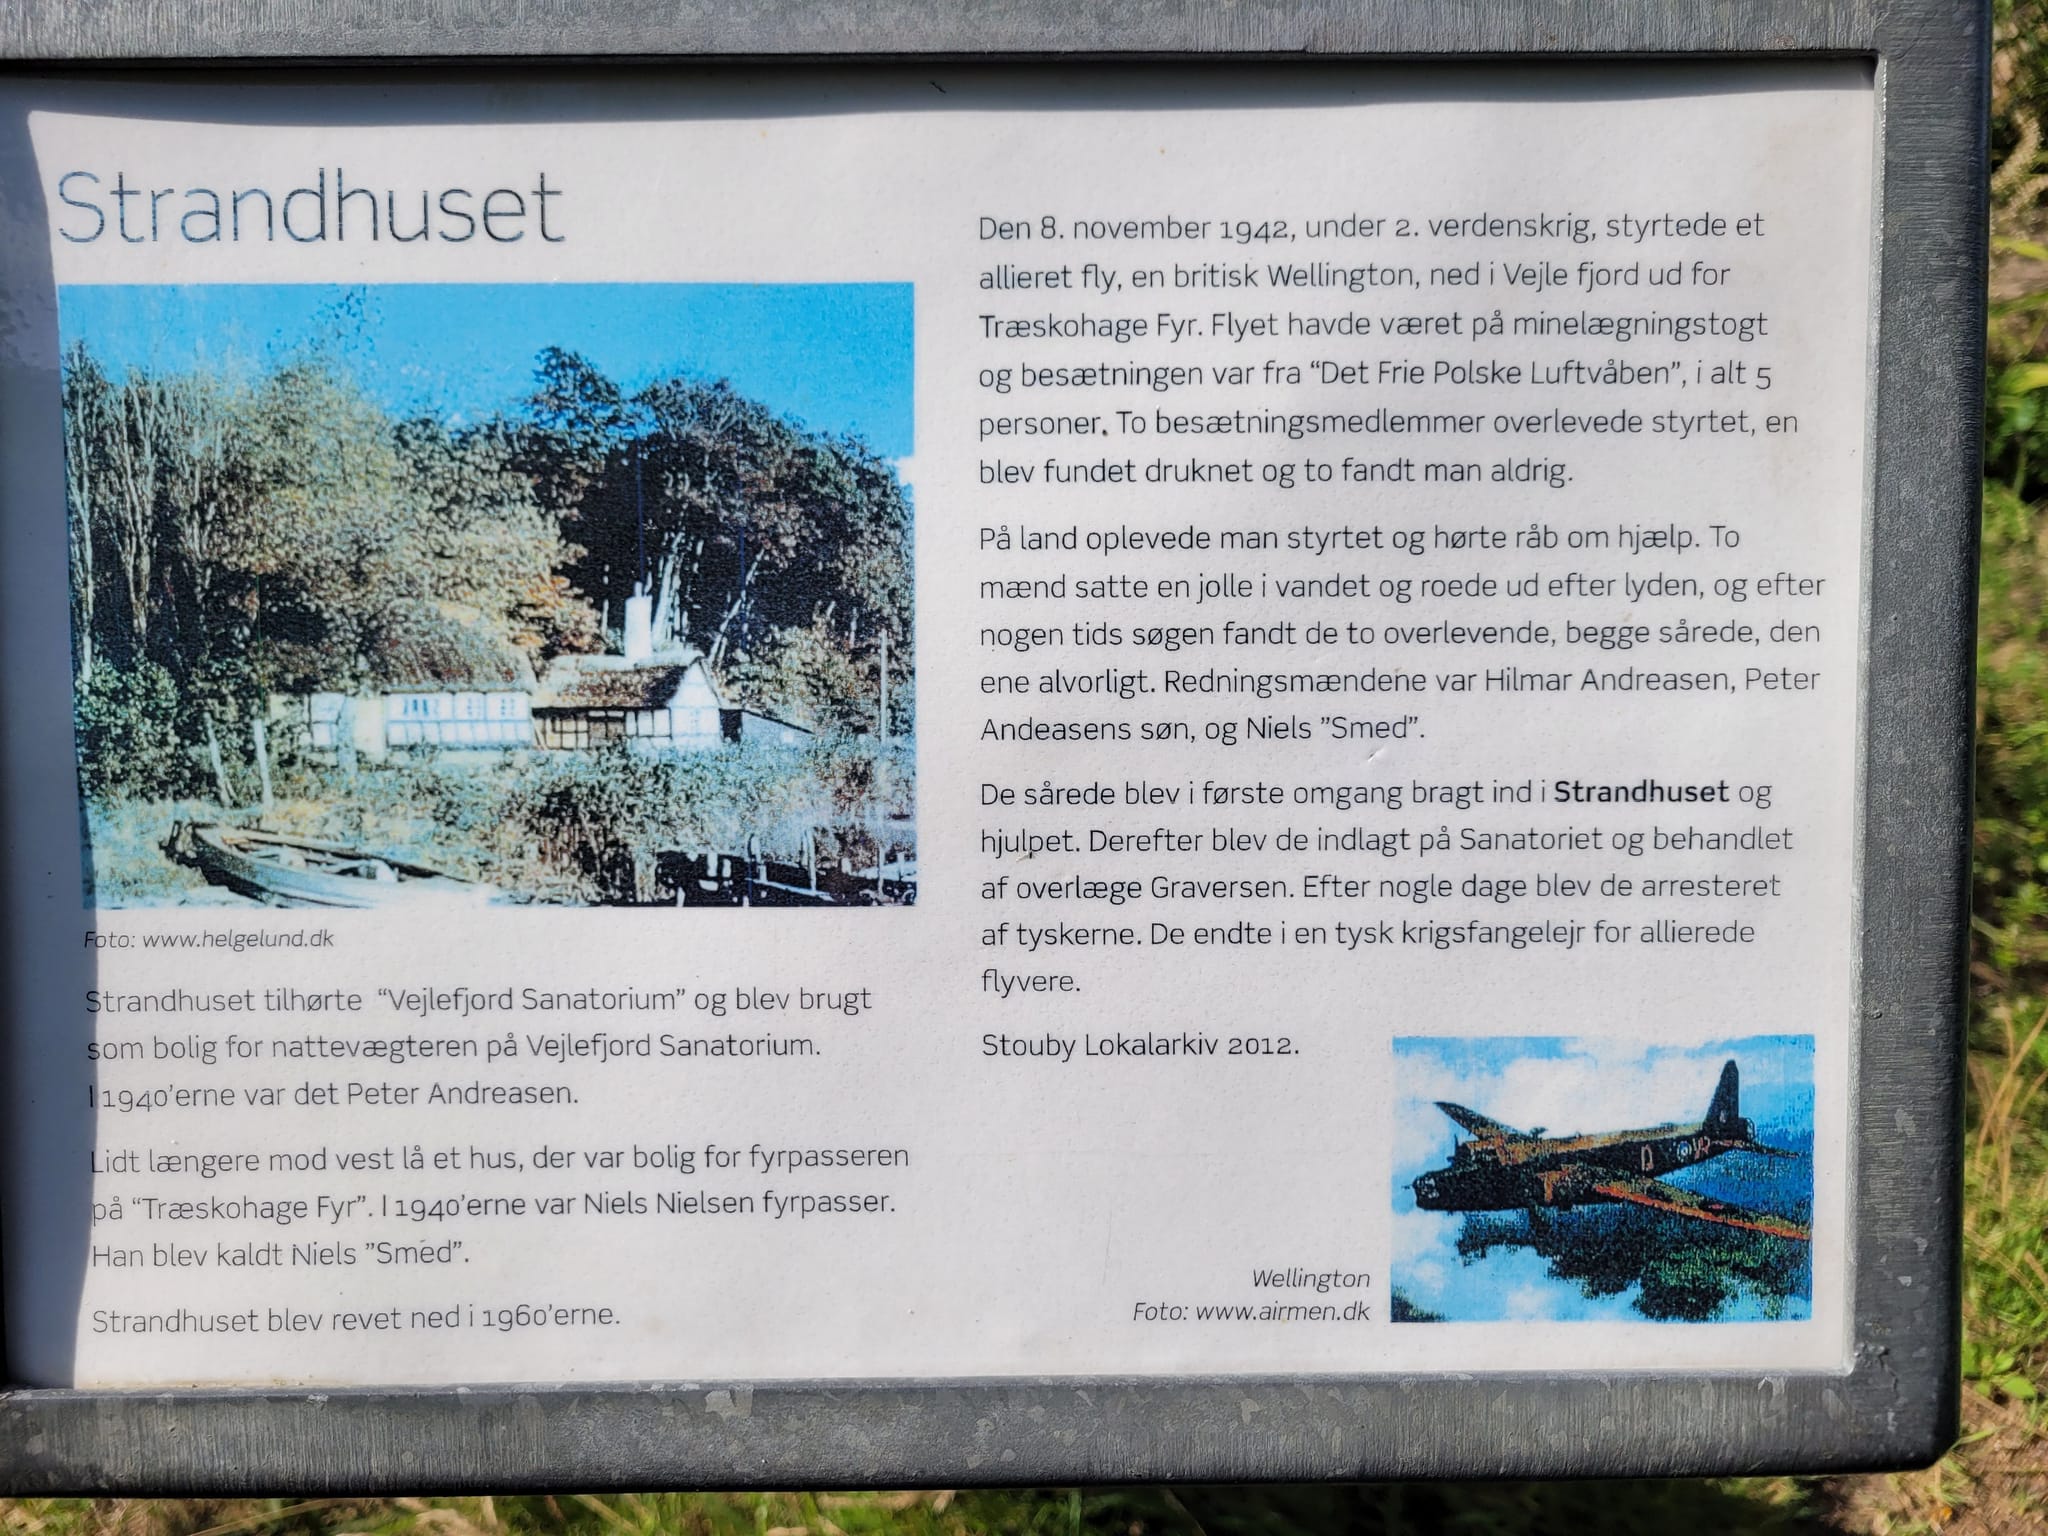 Strandhuset
Foto: www.helgelund.dk
Strandhuset tilhørte "Vejlefjord Sanatorium" og blev brugt
som bolig for nattevægteren på Vejlefjord Sanatorium.
I 1940'erne var det Peter Andreasen.
Lidt længere mod vest lå et hus, der var bolig for fyrpasseren
på "Træskohage Fyr". I 1940'erne var Niels Nielsen fyrpasser.
Han blev kaldt Niels "Smed".
Strandhuset blev revet ned i 1960'erne.
Den 8. november 1942, under 2. verdenskrig, styrtede et
allieret fly, en britisk Wellington, ned i Vejle fjord ud for
Træskohage Fyr. Flyet havde været på minelægningstogt
og besætningen var fra "Det Frie Polske Luftvåben", i alt 5
personer. To besætningsmedlemmer overlevede styrtet, en
blev fundet druknet og to fandt man aldrig.
På land oplevede man styrtet og hørte råb om hjælp. To
mænd satte en jolle i vandet og roede ud efter lyden, og efter
nogen tids søgen fandt de to overlevende, begge sårede, den
ene alvorligt. Redningsmændene var Hilmar Andreasen, Peter
Andeasens søn, og Niels "Smed".
De sårede blev i første omgang bragt ind i Strandhuset og
hjulpet. Derefter blev de indlagt på Sanatoriet og behandlet
af overlæge Graversen. Efter nogle dage blev de arresteret
af tyskerne. De endte i en tysk krigsfangelejr for allierede
flyvere.
Stouby Lokalarkiv 2012.
Wellington
Foto: www.airmen.dk